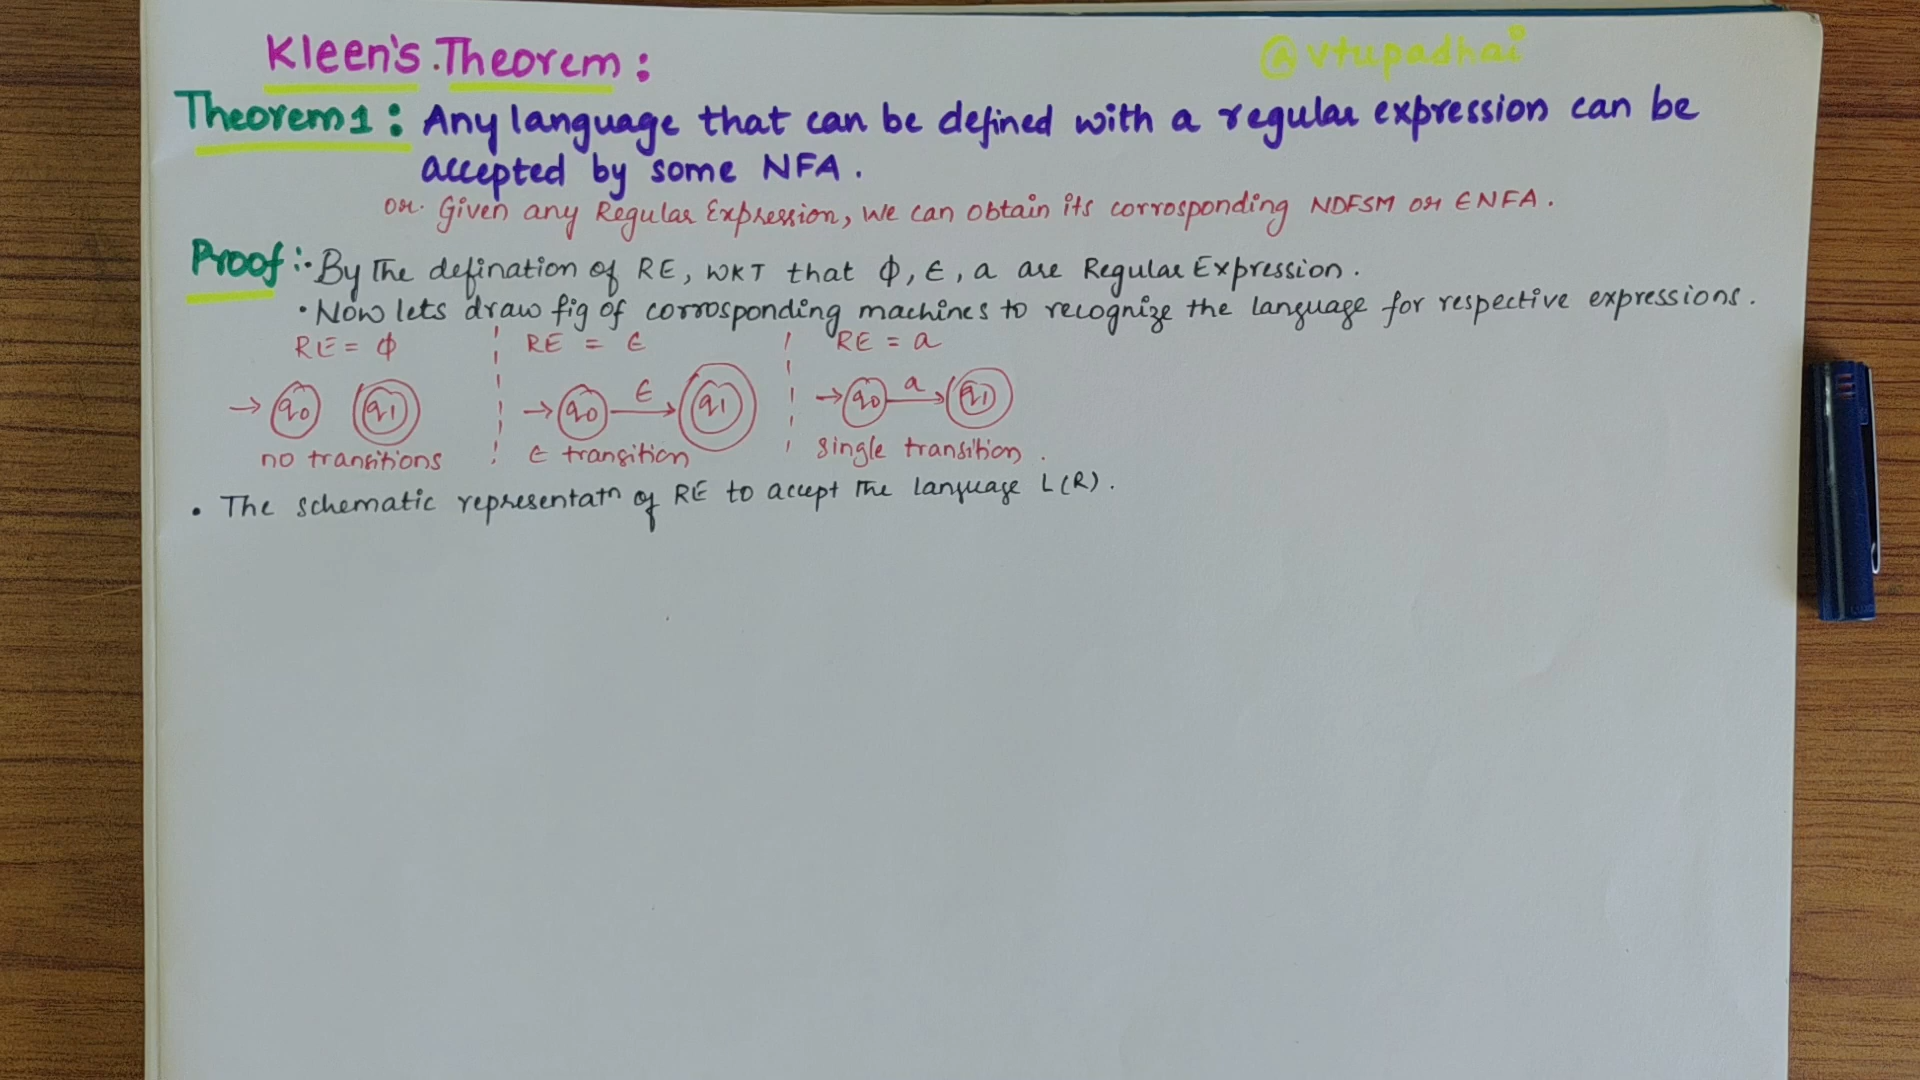 Kleen's Theorem :
@vtupadhai
Theorem 1 : Any language that can be defined with a regular expression can be
accepted by some NFA .
or. Given any Regular Expression, we can obtain its corrosponding NDFSM or ENFA .
Proof :• By The defination of RE, WKT that ϕ, ϵ, a are Regular Expression .
• Now lets draw fig of corrosponding machines to recognize the language for respective expressions .
RE = ϕ RE = ϵ RE = a
→ q0 q1 → q0 ϵ → q1 → q0 a → q1
no transitions ϵ transition single transition .
• The schematic representatn of RE to accept The language L(R) .